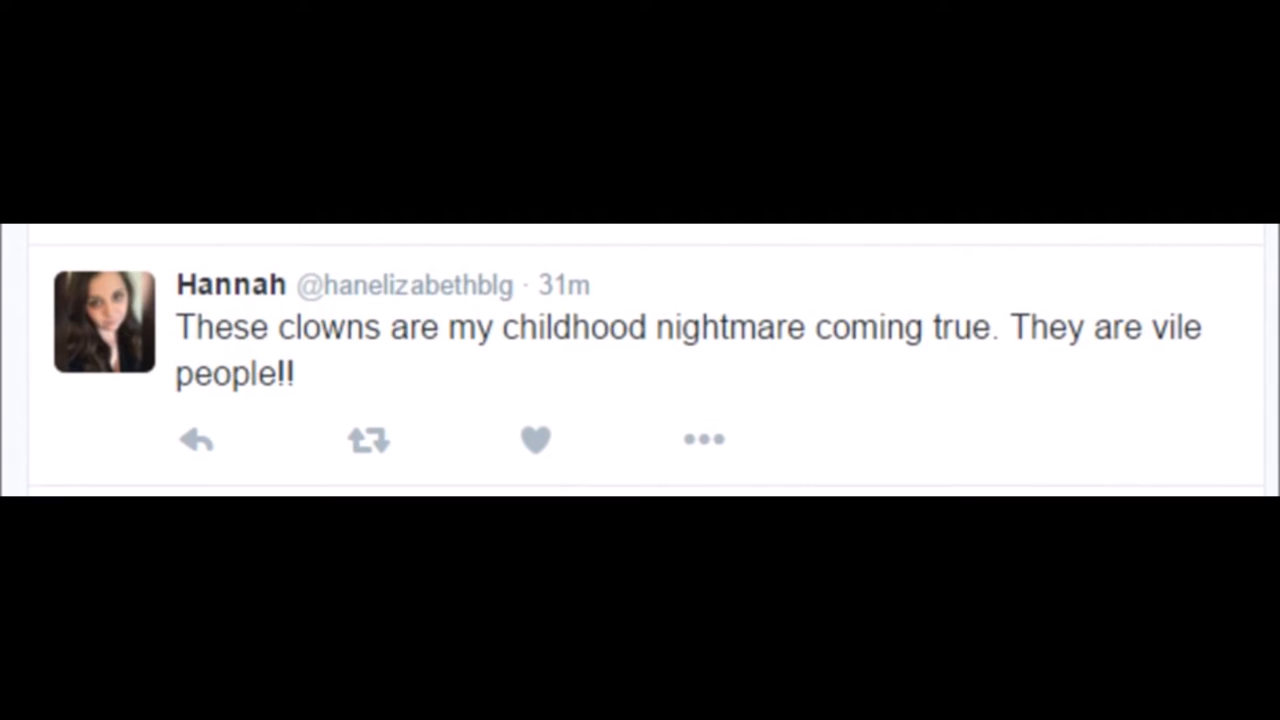 Hannah @hanelizabethblg · 31m
These clowns are my childhood nightmare coming true. They are vile
people!!